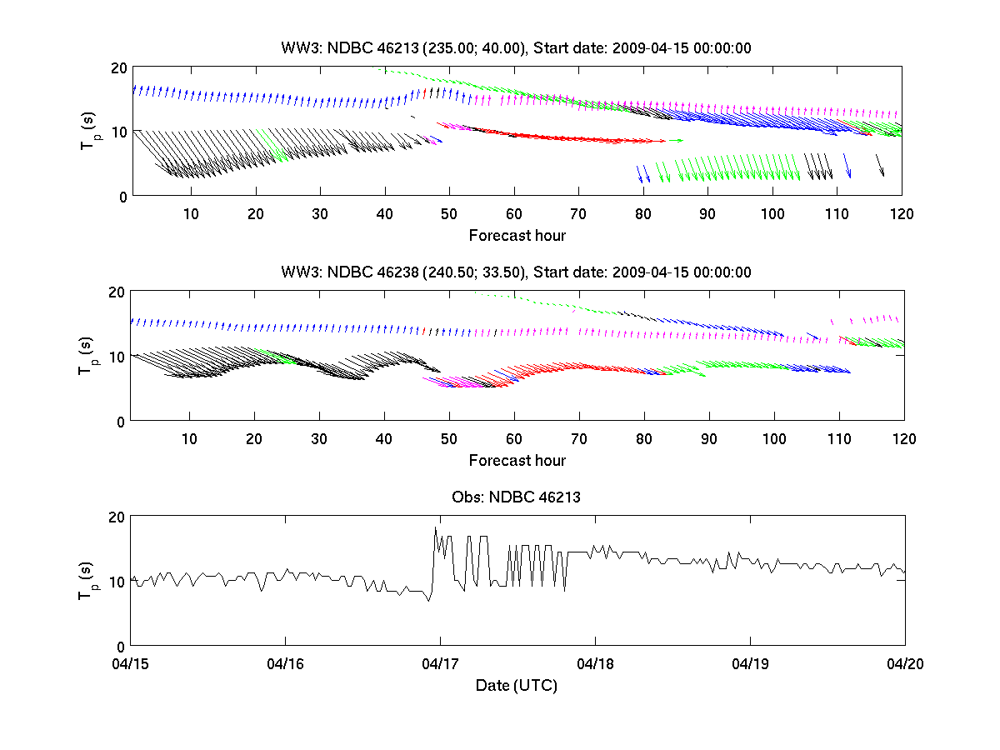 WW3: NDBC 46213 (235.00; 40.00), Start date: 2009-04-15 00:00:00
20
10
0
Tp (s)
10 20 30 40 50 60 70 80 90 100 110 120
Forecast hour
WW3: NDBC 46238 (240.50; 33.50), Start date: 2009-04-15 00:00:00
20
10
0
Tp (s)
10 20 30 40 50 60 70 80 90 100 110 120
Forecast hour
Obs: NDBC 46213
20
10
0
Tp (s)
04/15 04/16 04/17 04/18 04/19 04/20
Date (UTC)